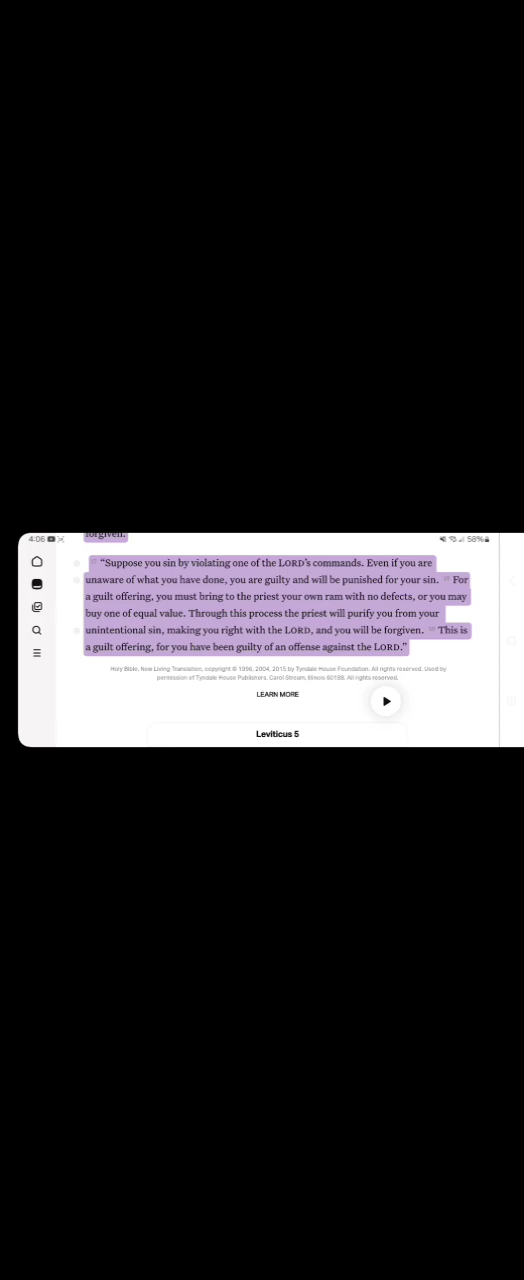 4:06
58%
forgiven.
17 “Suppose you sin by violating one of the LORD’s commands. Even if you are
unaware of what you have done, you are guilty and will be punished for your sin. 18 For
a guilt offering, you must bring to the priest your own ram with no defects, or you may
buy one of equal value. Through this process the priest will purify you from your
unintentional sin, making you right with the LORD, and you will be forgiven. 19 This is
a guilt offering, for you have been guilty of an offense against the LORD.”
Holy Bible, New Living Translation, copyright © 1996, 2004, 2015 by Tyndale House Foundation. All rights reserved. Used by
permission of Tyndale House Publishers, Carol Stream, Illinois 60188. All rights reserved.
LEARN MORE
Leviticus 5